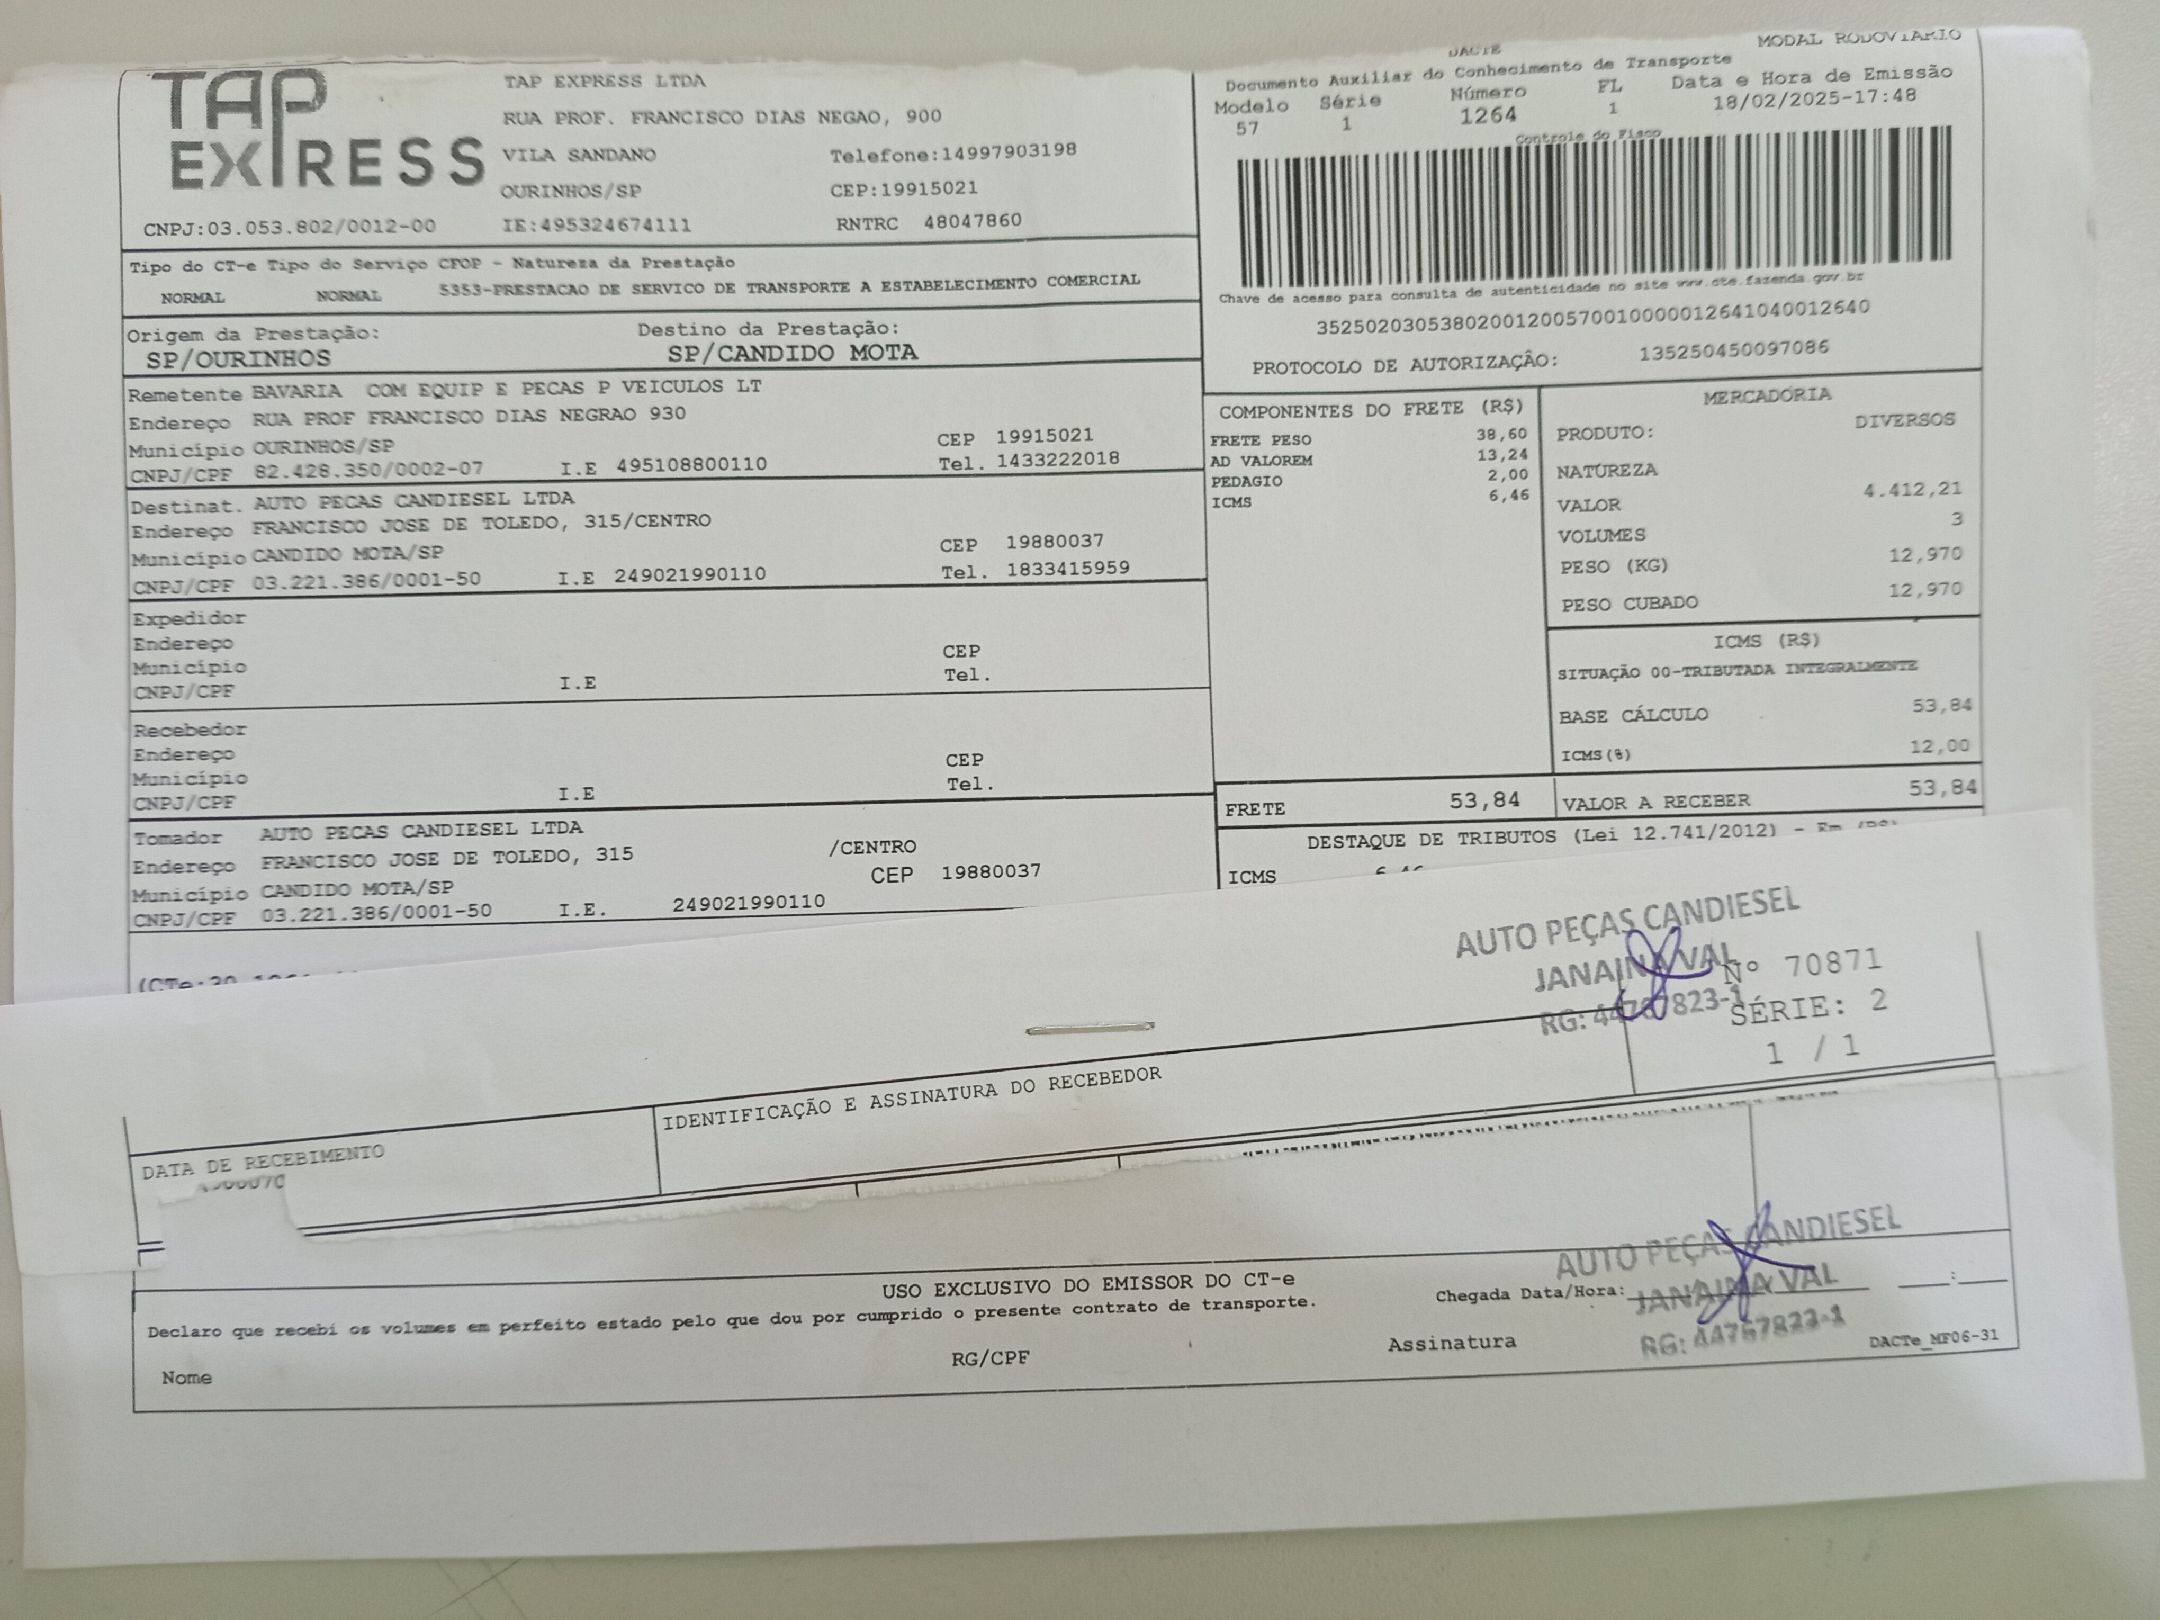 TAP EXPRESS
TAP EXPRESS LTDA
RUA PROF. FRANCISCO DIAS NEGAO, 900
VILA SANDANO Telefone:14997903198
OURINHOS/SP CEP:19915021
CNPJ:03.053.802/0012-00 IE:495324674111 RNTRC 48047860
DACTE MODAL RODOVIARIO
Documento Auxiliar do Conhecimento de Transporte
Modelo Série Número FL Data e Hora de Emissão
57 1 1264 1 18/02/2025-17:48
Controle do Fisco
Chave de acesso para consulta de autenticidade no site www.cte.fazenda.gov.br
35250203053802001200570010000012641040012640
PROTOCOLO DE AUTORIZAÇÃO: 135250450097086
Tipo do CT-e Tipo do Serviço CFOP - Natureza da Prestação
NORMAL NORMAL 5353-PRESTACAO DE SERVICO DE TRANSPORTE A ESTABELECIMENTO COMERCIAL
Origem da Prestação: Destino da Prestação:
SP/OURINHOS SP/CANDIDO MOTA
Remetente BAVARIA COM EQUIP E PECAS P VEICULOS LT
Endereço RUA PROF FRANCISCO DIAS NEGRAO 930
Município OURINHOS/SP CEP 19915021
CNPJ/CPF 82.428.350/0002-07 I.E 495108800110 Tel. 1433222018
Destinat. AUTO PECAS CANDIESEL LTDA
Endereço FRANCISCO JOSE DE TOLEDO, 315/CENTRO
Município CANDIDO MOTA/SP CEP 19880037
CNPJ/CPF 03.221.386/0001-50 I.E 249021990110 Tel. 1833415959
Expedidor
Endereço
Município CEP
CNPJ/CPF I.E Tel.
Recebedor
Endereço
Município CEP
CNPJ/CPF I.E Tel.
Tomador AUTO PECAS CANDIESEL LTDA
Endereço FRANCISCO JOSE DE TOLEDO, 315 /CENTRO
Município CANDIDO MOTA/SP CEP 19880037
CNPJ/CPF 03.221.386/0001-50 I.E. 249021990110
COMPONENTES DO FRETE (R$)
FRETE PESO 38,60
AD VALOREM 13,24
PEDAGIO 2,00
ICMS 6,46
MERCADORIA
PRODUTO: DIVERSOS
NATUREZA
VALOR 4.412,21
VOLUMES 3
PESO (KG) 12,970
PESO CUBADO 12,970
ICMS (R$)
SITUAÇÃO 00-TRIBUTADA INTEGRALMENTE
BASE CÁLCULO 53,84
ICMS(%) 12,00
FRETE 53,84 VALOR A RECEBER 53,84
DESTAQUE DE TRIBUTOS (Lei 12.741/2012) - Em (R$)
ICMS
AUTO PEÇAS CANDIESEL
JANAINA VAL
RG: 44767823-1
Nº 70871
SÉRIE: 2
1 / 1
DATA DE RECEBIMENTO IDENTIFICAÇÃO E ASSINATURA DO RECEBEDOR
USO EXCLUSIVO DO EMISSOR DO CT-e
Declaro que recebi os volumes em perfeito estado pelo que dou por cumprido o presente contrato de transporte.
Chegada Data/Hora: :
Nome RG/CPF Assinatura
AUTO PEÇAS CANDIESEL
JANAINA VAL
RG: 44767823-1
DACTe_MF06-31